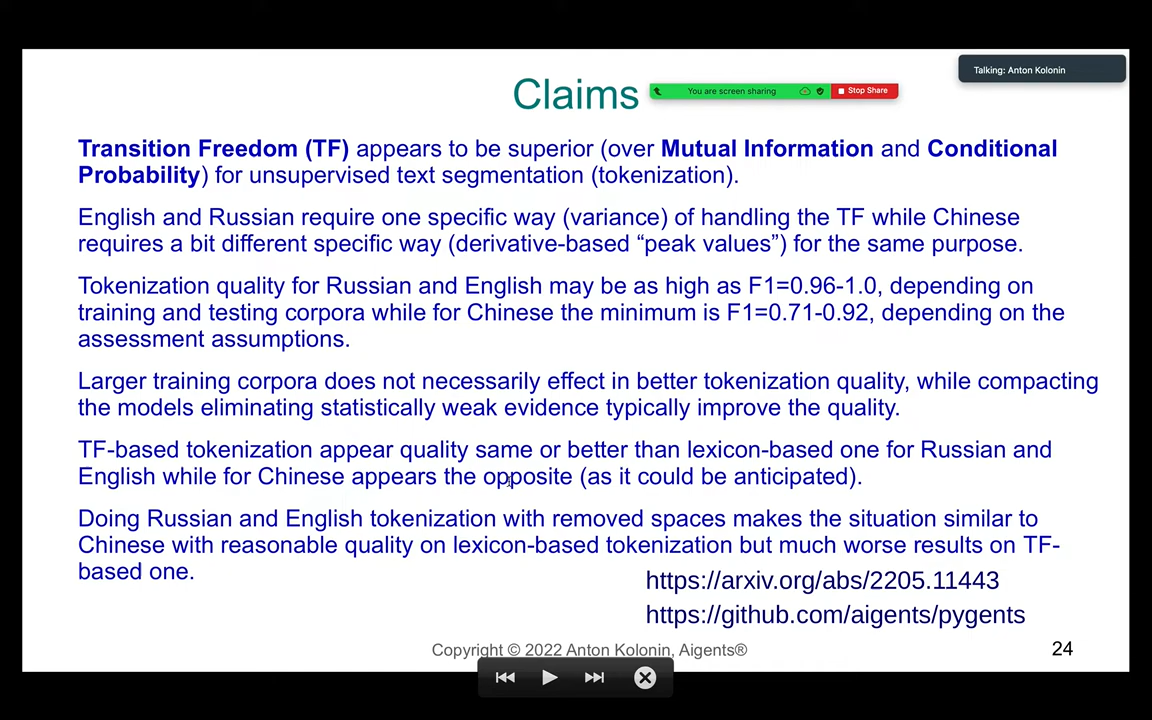 Talking: Anton Kolonin
Claims
You are screen sharing
Stop Share
Transition Freedom (TF) appears to be superior (over Mutual Information and Conditional
Probability) for unsupervised text segmentation (tokenization).
English and Russian require one specific way (variance) of handling the TF while Chinese
requires a bit different specific way (derivative-based “peak values”) for the same purpose.
Tokenization quality for Russian and English may be as high as F1=0.96-1.0, depending on
training and testing corpora while for Chinese the minimum is F1=0.71-0.92, depending on the
assessment assumptions.
Larger training corpora does not necessarily effect in better tokenization quality, while compacting
the models eliminating statistically weak evidence typically improve the quality.
TF-based tokenization appear quality same or better than lexicon-based one for Russian and
English while for Chinese appears the opposite (as it could be anticipated).
Doing Russian and English tokenization with removed spaces makes the situation similar to
Chinese with reasonable quality on lexicon-based tokenization but much worse results on TF-
based one.
https://arxiv.org/abs/2205.11443
https://github.com/aigents/pygents
Copyright © 2022 Anton Kolonin, Aigents®
24